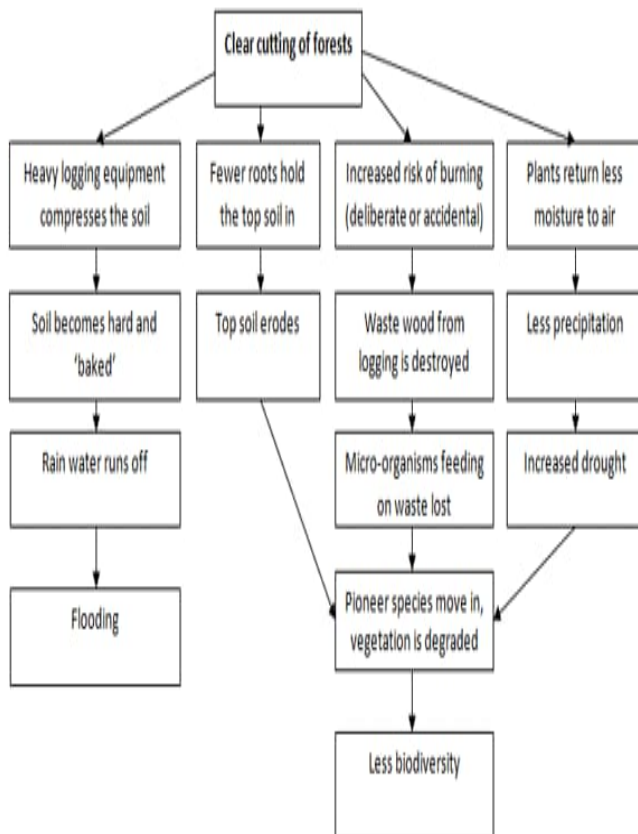 Clear cutting of forests
Heavy logging equipment
compresses the soil
Fewer roots hold
the top soil in
Increased risk of burning
(deliberate or accidental)
Plants return less
moisture to air
Soil becomes hard and
'baked'
Top soil erodes
Waste wood from
logging is destroyed
Less precipitation
Rain water runs off
Micro-organisms feeding
on waste lost
Increased drought
Flooding
Pioneer species move in,
vegetation is degraded
Less biodiversity